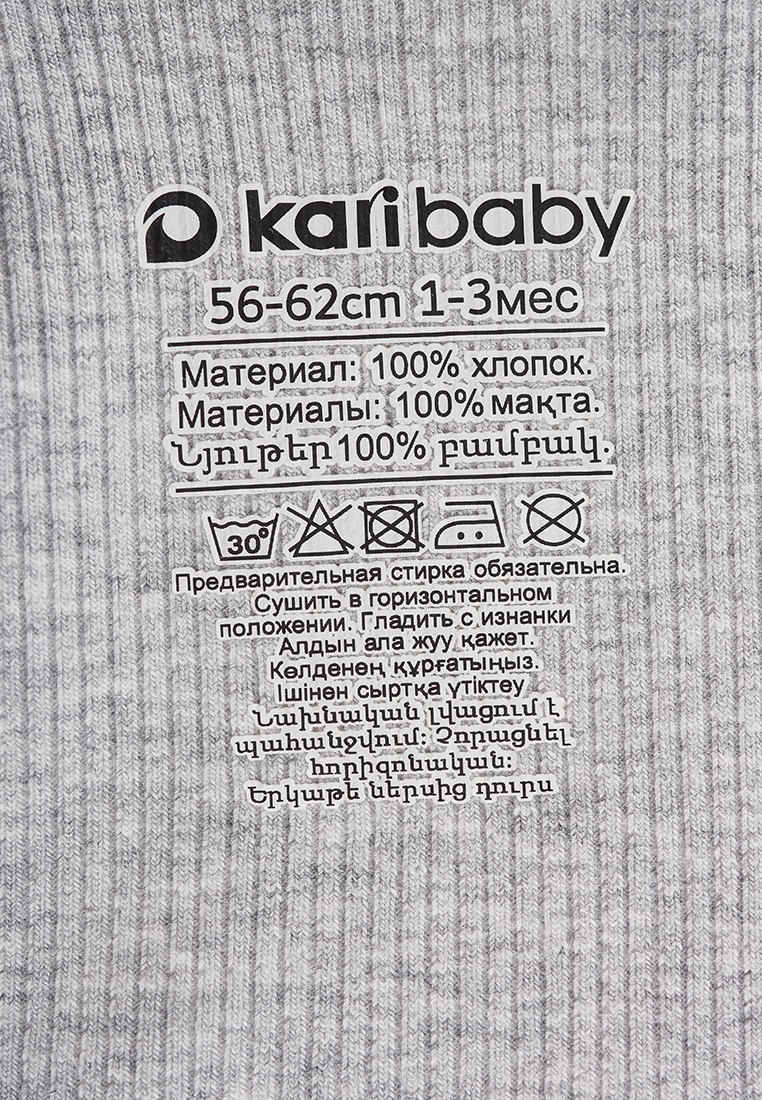 kari baby
56-62cm 1-3мес
Материал: 100% хлопок.
Материалы: 100% мақта.
Նյութեր 100% բամբակ.
30°
Предварительная стирка обязательна.
Сушить в горизонтальном
положении. Гладить с изнанки
Алдын ала жуу қажет.
Көлденең құрғатыңыз.
Ішінен сыртқа үтіктеу
Նախնական լվացում է
պահանջվում: Չորացնել
հորիզոնական:
Երկաթե ներսից դուրս